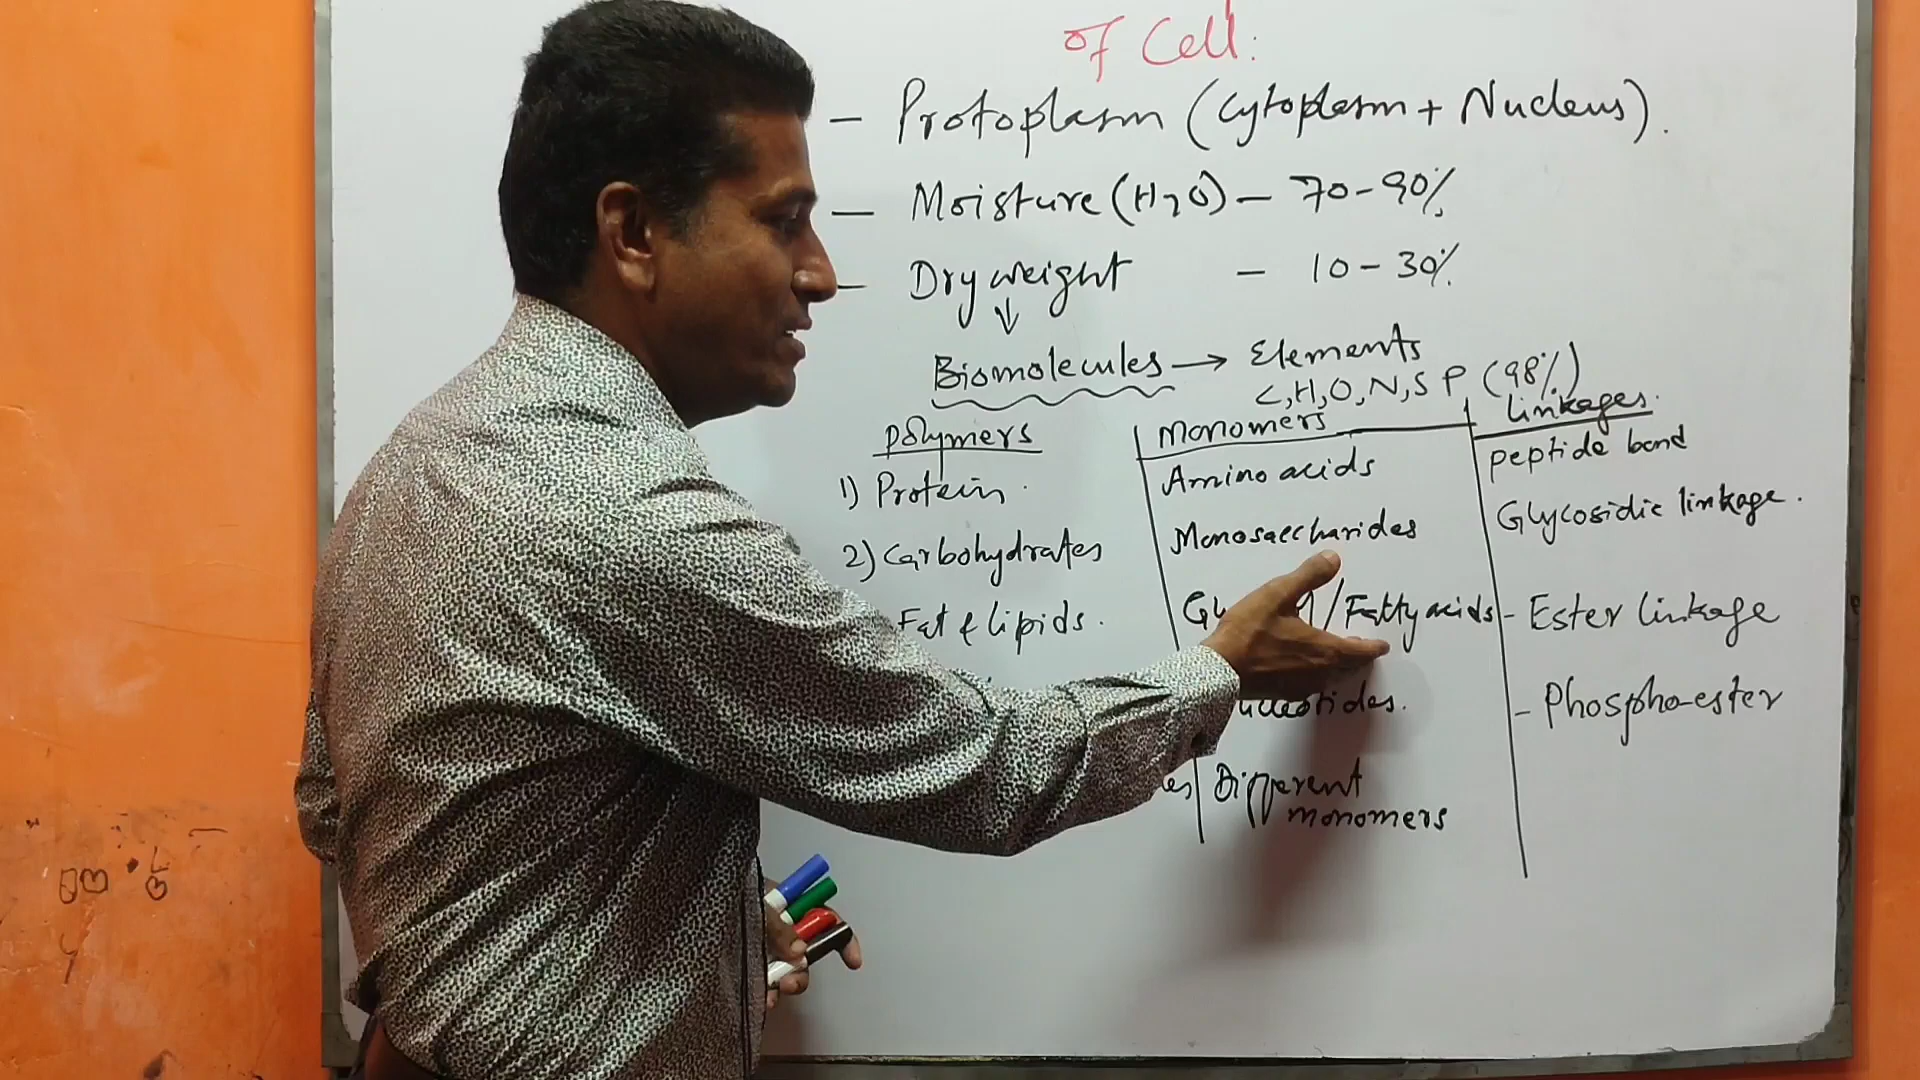 of Cell:
- Protoplasm (Cytoplasm + Nucleus).
- Moisture (H2O) - 70-90%
- Dry weight - 10-30%
Biomolecules → Elements
C,H,O,N,S P (98%)
Polymers Monomers linkages.
1) Protein. Amino acids peptide bond
2) Carbohydrates Monosaccharides Glycosidic linkage.
Fat & lipids. /Fatty acids - Ester linkage
- Phospho-ester
Different
monomers